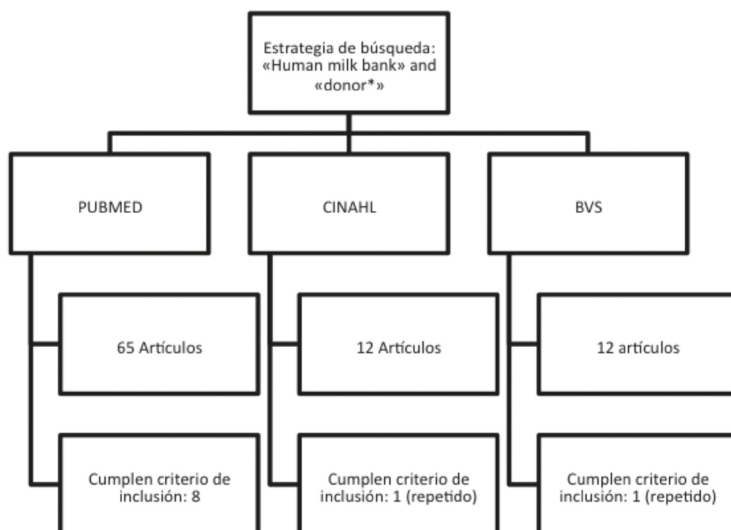 Estrategia de búsqueda:
«Human milk bank» and
«donor*»
PUBMED
CINAHL
BVS
65 Artículos
12 Artículos
12 artículos
Cumplen criterio de
inclusión: 8
Cumplen criterio de
inclusión: 1 (repetido)
Cumplen criterio de
inclusión: 1 (repetido)